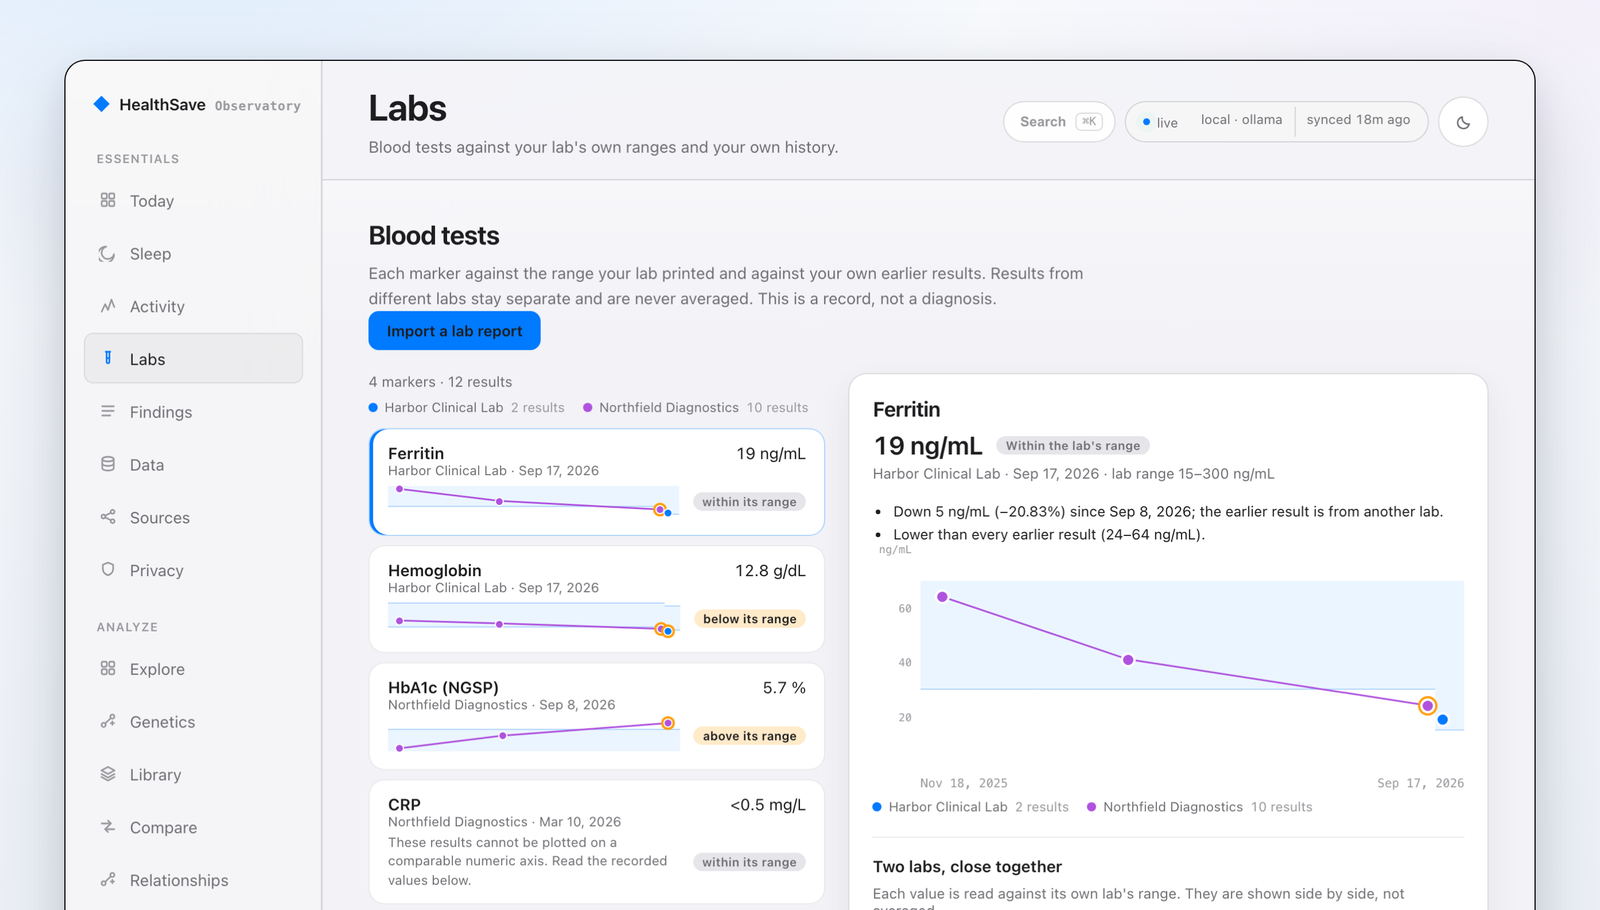 HealthSave Observatory
ESSENTIALS
Today
Sleep
Activity
Labs
Findings
Data
Sources
Privacy
ANALYZE
Explore
Genetics
Library
Compare
Relationships
Labs
Blood tests against your lab's own ranges and your own history.
Search ⌘K
live local · ollama synced 18m ago
Blood tests
Each marker against the range your lab printed and against your own earlier results. Results from
different labs stay separate and are never averaged. This is a record, not a diagnosis.
Import a lab report
4 markers · 12 results
Harbor Clinical Lab 2 results Northfield Diagnostics 10 results
Ferritin 19 ng/mL
Harbor Clinical Lab · Sep 17, 2026
within its range
Hemoglobin 12.8 g/dL
Harbor Clinical Lab · Sep 17, 2026
below its range
HbA1c (NGSP) 5.7 %
Northfield Diagnostics · Sep 8, 2026
above its range
CRP <0.5 mg/L
Northfield Diagnostics · Mar 10, 2026
These results cannot be plotted on a
comparable numeric axis. Read the recorded
values below.
within its range
Ferritin
19 ng/mL Within the lab's range
Harbor Clinical Lab · Sep 17, 2026 · lab range 15–300 ng/mL
• Down 5 ng/mL (−20.83%) since Sep 8, 2026; the earlier result is from another lab.
• Lower than every earlier result (24–64 ng/mL).
ng/mL
60
40
20
Nov 18, 2025 Sep 17, 2026
Harbor Clinical Lab 2 results Northfield Diagnostics 10 results
Two labs, close together
Each value is read against its own lab's range. They are shown side by side, not
averaged.